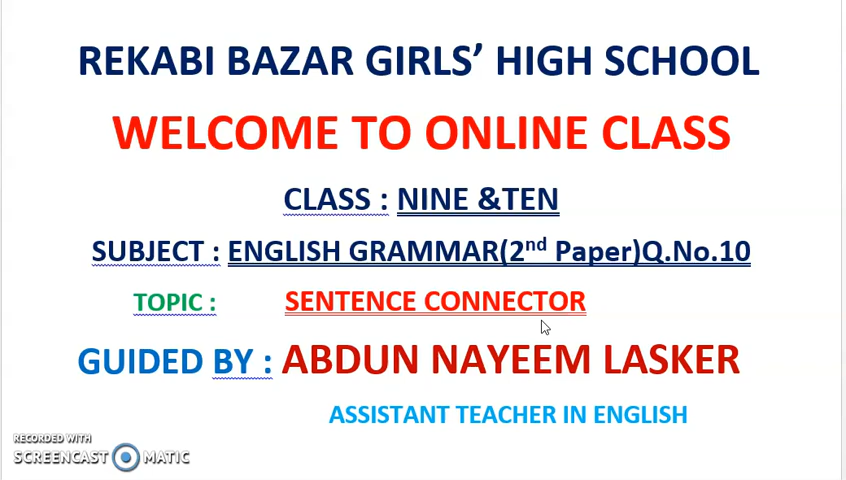 REKABI BAZAR GIRLS’ HIGH SCHOOL
WELCOME TO ONLINE CLASS
CLASS : NINE &TEN
SUBJECT : ENGLISH GRAMMAR(2nd Paper)Q.No.10
TOPIC : SENTENCE CONNECTOR
GUIDED BY : ABDUN NAYEEM LASKER
ASSISTANT TEACHER IN ENGLISH
RECORDED WITH
SCREENCAST MATIC